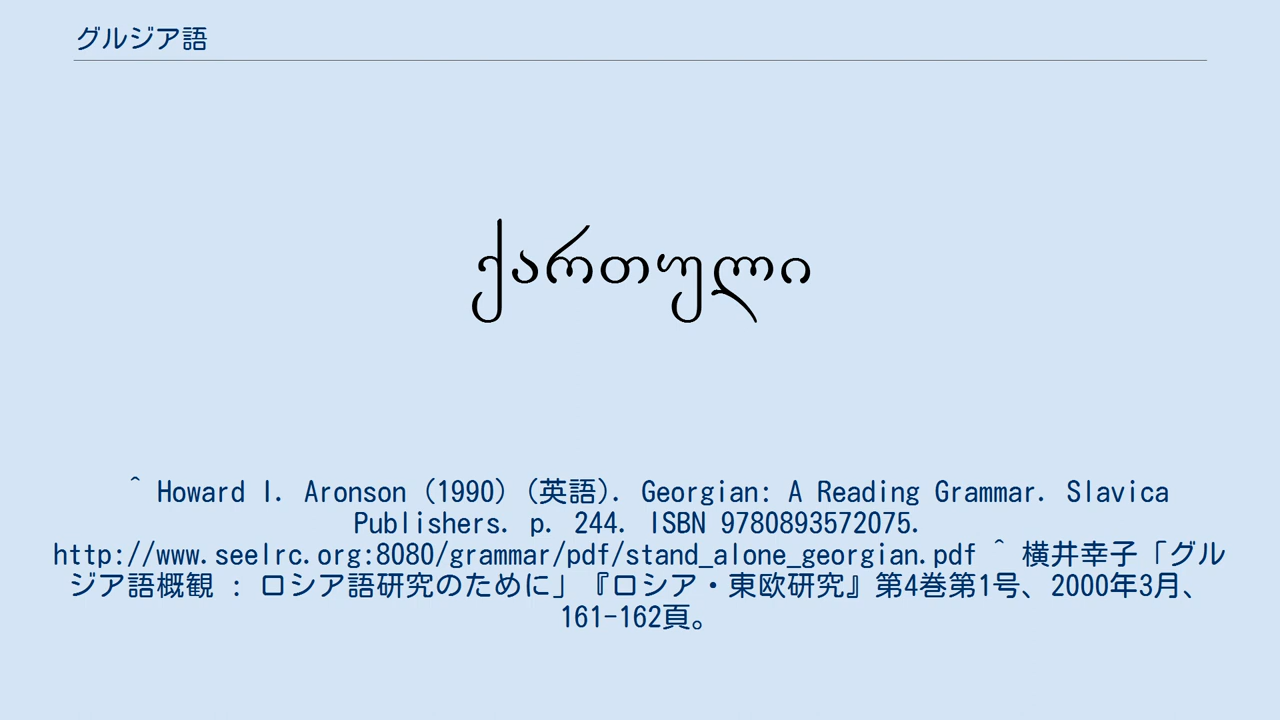 グルジア語
ქართული
^ Howard I. Aronson (1990) (英語). Georgian: A Reading Grammar. Slavica
Publishers. p. 244. ISBN 9780893572075.
http://www.seelrc.org:8080/grammar/pdf/stand_alone_georgian.pdf ^ 横井幸子「グル
ジア語概観 : ロシア語研究のために」『ロシア・東欧研究』第4巻第1号、2000年3月、
161-162頁。